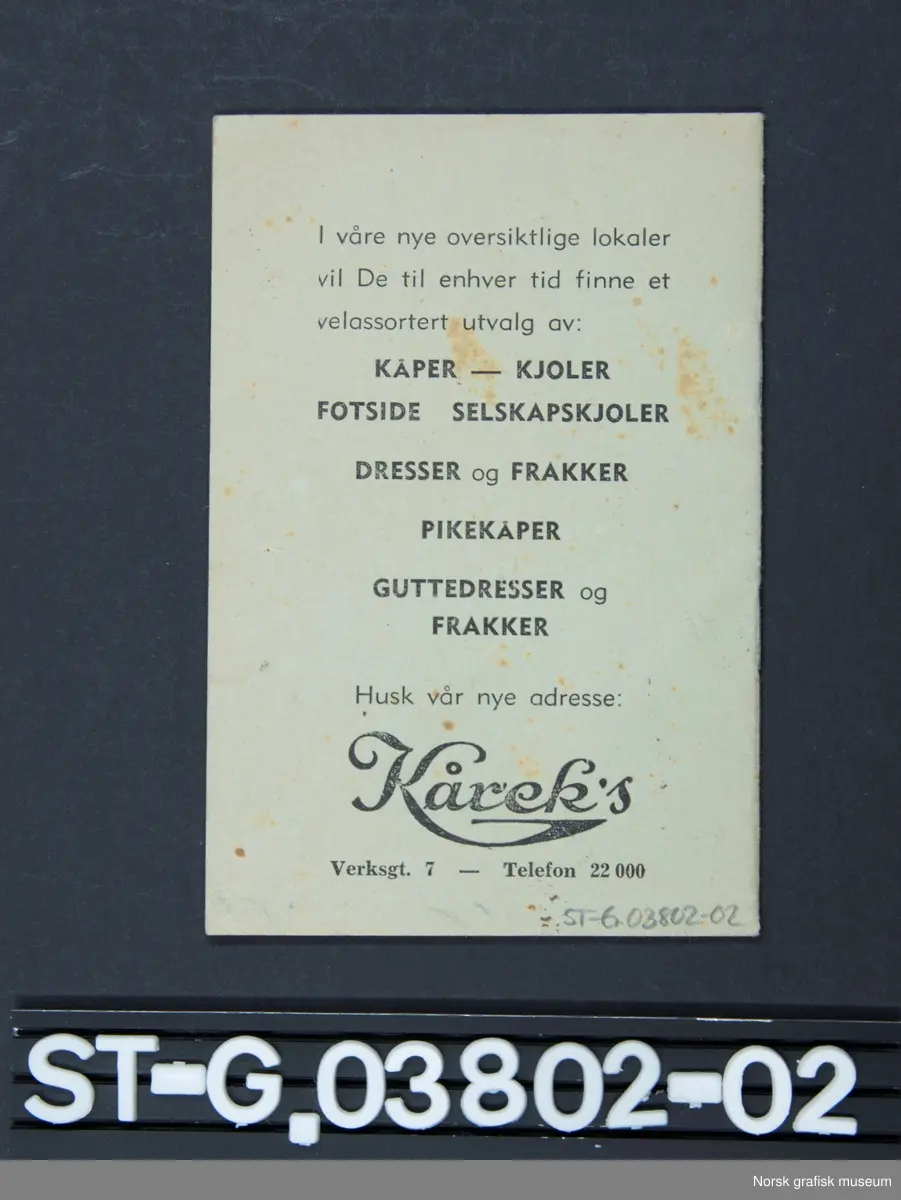 I våre nye oversiktlige lokaler
vil De til enhver tid finne et
velassortert utvalg av:
KÅPER — KJOLER
FOTSIDE SELSKAPSKJOLER
DRESSER og FRAKKER
PIKEKÅPER
GUTTEDRESSER og
FRAKKER
Husk vår nye adresse:
Kårek's
Verksgt. 7 — Telefon 22 000
ST-G.03802-02
ST-G.03802-02
Norsk grafisk museum